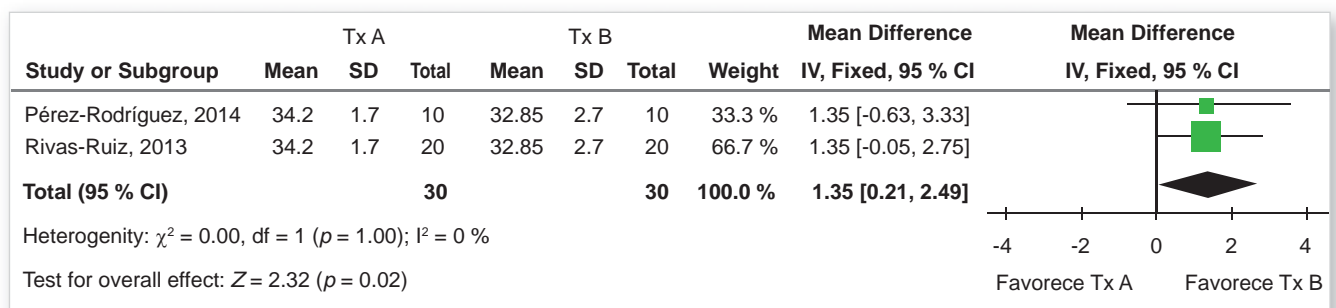 Tx A Tx B Mean Difference Mean Difference
Study or Subgroup Mean SD Total Mean SD Total Weight IV, Fixed, 95 % CI IV, Fixed, 95 % CI
Pérez-Rodríguez, 2014 34.2 1.7 10 32.85 2.7 10 33.3 % 1.35 [-0.63, 3.33]
Rivas-Ruiz, 2013 34.2 1.7 20 32.85 2.7 20 66.7 % 1.35 [-0.05, 2.75]
Total (95 % CI) 30 30 100.0 % 1.35 [0.21, 2.49]
Heterogenity: χ² = 0.00, df = 1 (p = 1.00); I² = 0 %
-4 -2 0 2 4
Test for overall effect: Z = 2.32 (p = 0.02)
Favorece Tx A Favorece Tx B